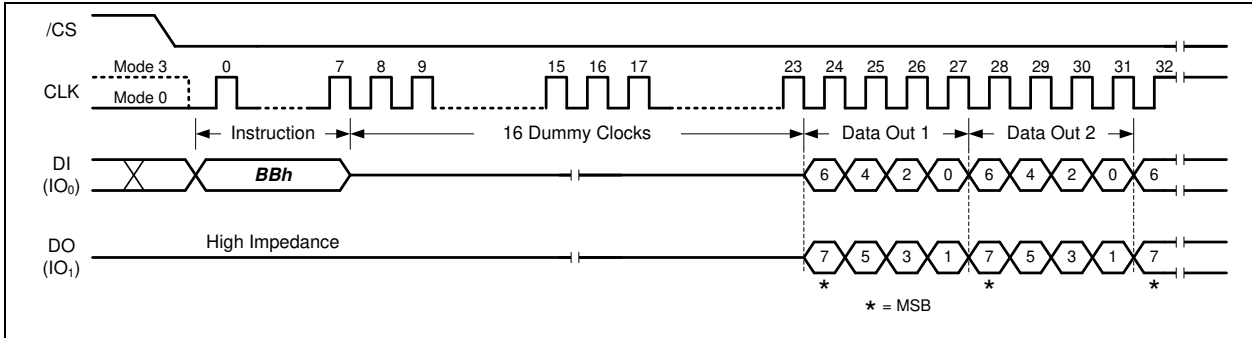 /CS
Mode 3 0 7 8 9 15 16 17 23 24 25 26 27 28 29 30 31 32
CLK
Mode 0
Instruction 16 Dummy Clocks Data Out 1 Data Out 2
DI
(IO₀)
BBh 6 4 2 0 6 4 2 0 6
DO
(IO₁)
High Impedance 7 5 3 1 7 5 3 1 7
* * *
* = MSB